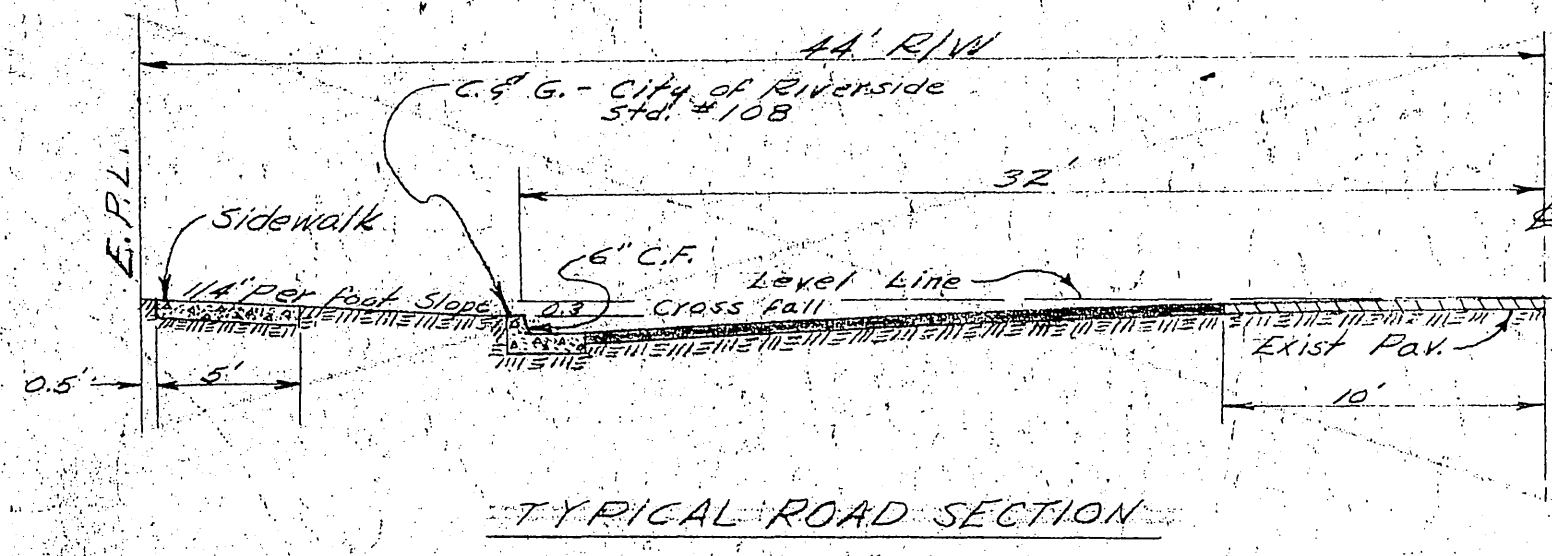 44' R/W
C. & G. - City of Riverside
Std. #108
32'
E.P.L.
℄
Sidewalk
6" C.F.
Level Line
1/4" Per foot Slope
0.3
Cross fall
Exist Pav.
0.5'
5'
10'
TYPICAL ROAD SECTION